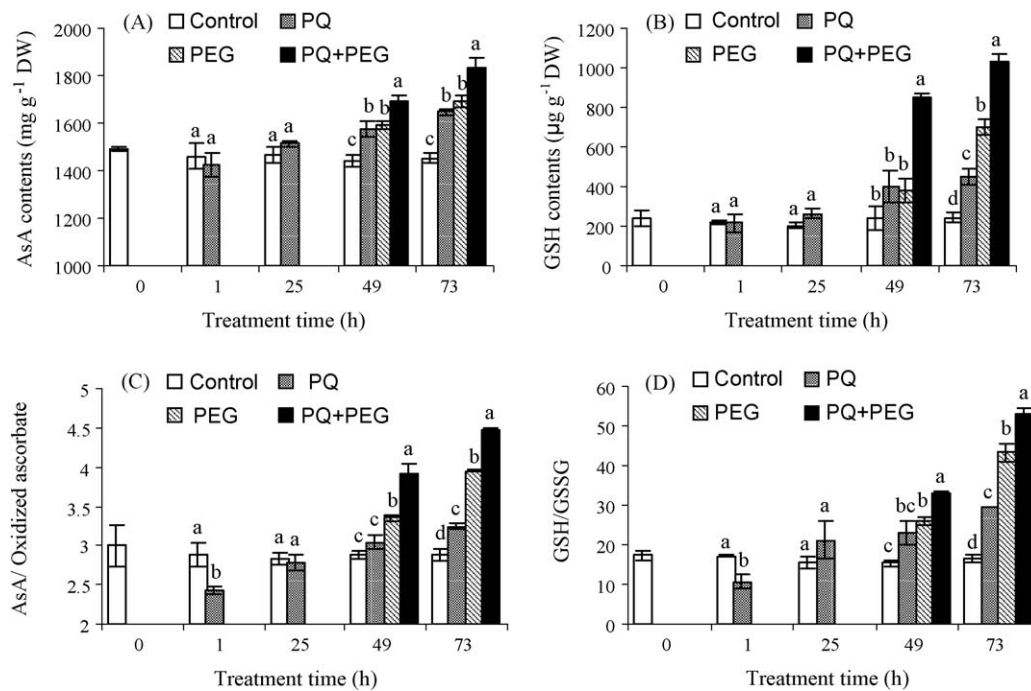 (A) Control PQ
PEG PQ+PEG
AsA contents (mg g⁻¹ DW)
2000
1800
1600
1400
1200
1000
a a a a c b b a c b b a
0 1 25 49 73
Treatment time (h)
(B) Control PQ
PEG PQ+PEG
GSH contents (µg g⁻¹ DW)
1200
1000
800
600
400
200
0
a a a a b b b a d c b a
0 1 25 49 73
Treatment time (h)
(C) Control PQ
PEG PQ+PEG
AsA/ Oxidized ascorbate
5
4.5
4
3.5
3
2.5
2
a b a a c c b a d c b a
0 1 25 49 73
Treatment time (h)
(D) Control PQ
PEG PQ+PEG
GSH/GSSG
60
50
40
30
20
10
0
a b a a c bc b a d c b a
0 1 25 49 73
Treatment time (h)